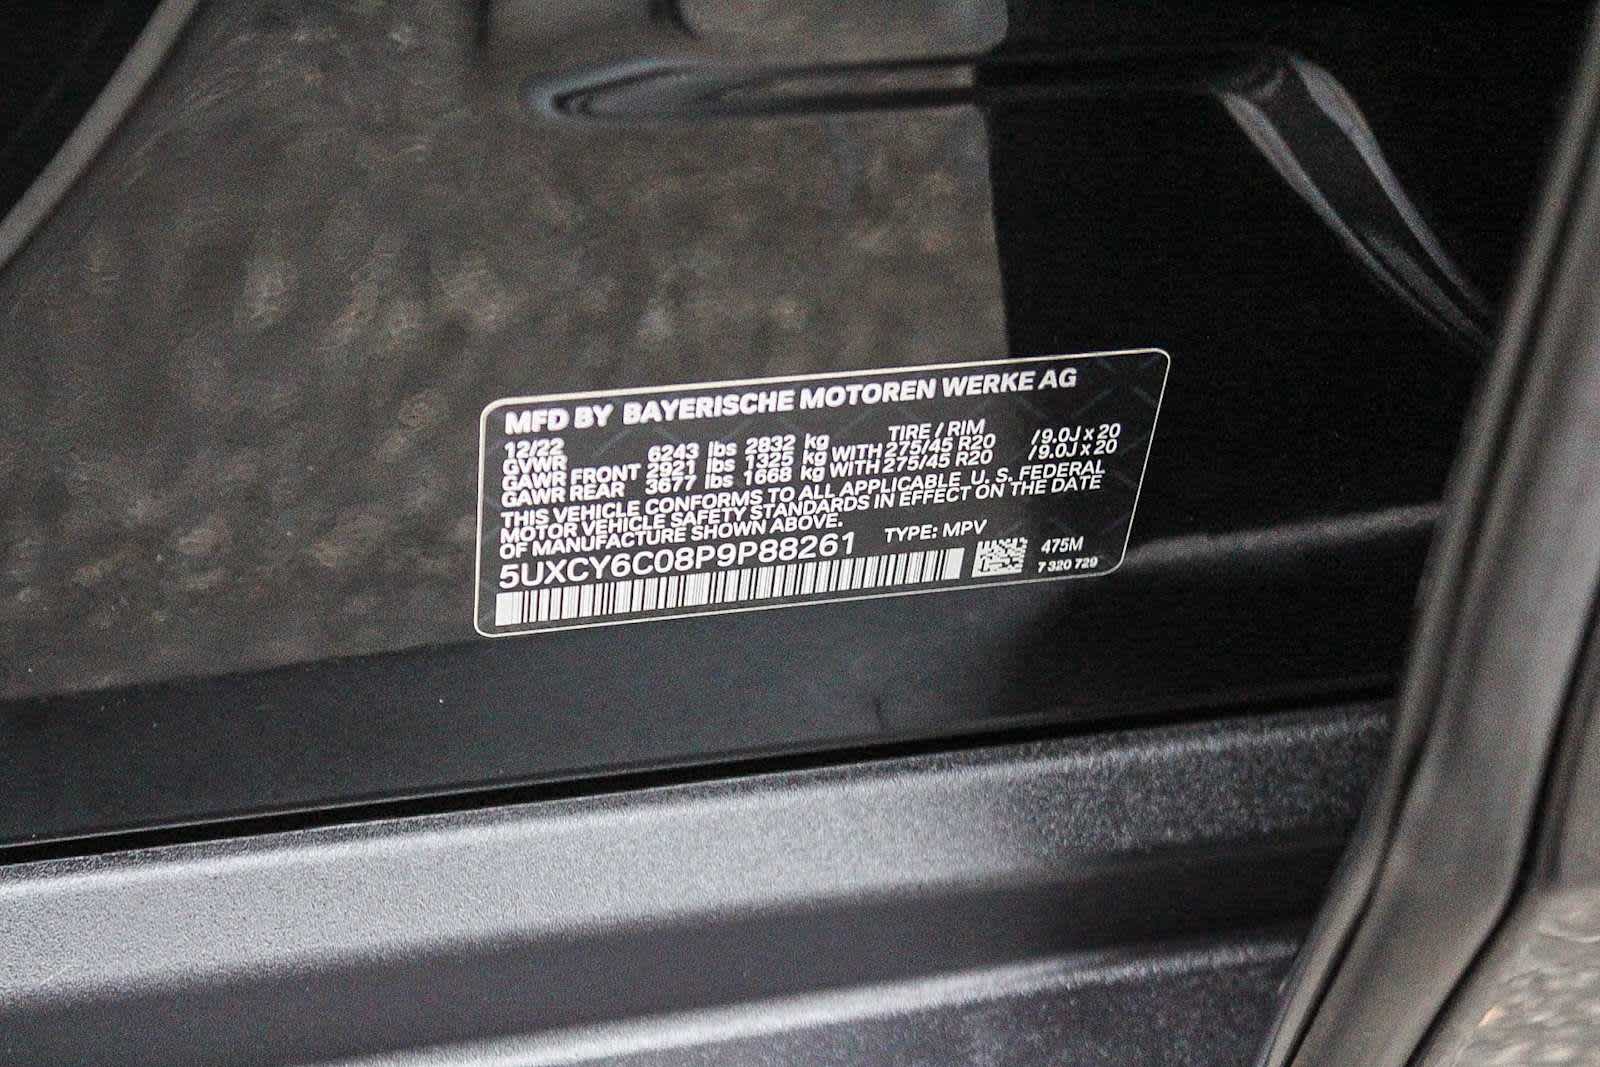 MFD BY BAYERISCHE MOTOREN WERKE AG
12/22 TIRE / RIM
GVWR 6243 lbs 2832 kg
GAWR FRONT 2921 lbs 1325 kg WITH 275/45 R20 /9.0J x 20
GAWR REAR 3677 lbs 1668 kg WITH 275/45 R20 /9.0J x 20
THIS VEHICLE CONFORMS TO ALL APPLICABLE U. S. FEDERAL
MOTOR VEHICLE SAFETY STANDARDS IN EFFECT ON THE DATE
OF MANUFACTURE SHOWN ABOVE.
5UXCY6C08P9P88261 TYPE: MPV
475M
7 320 729